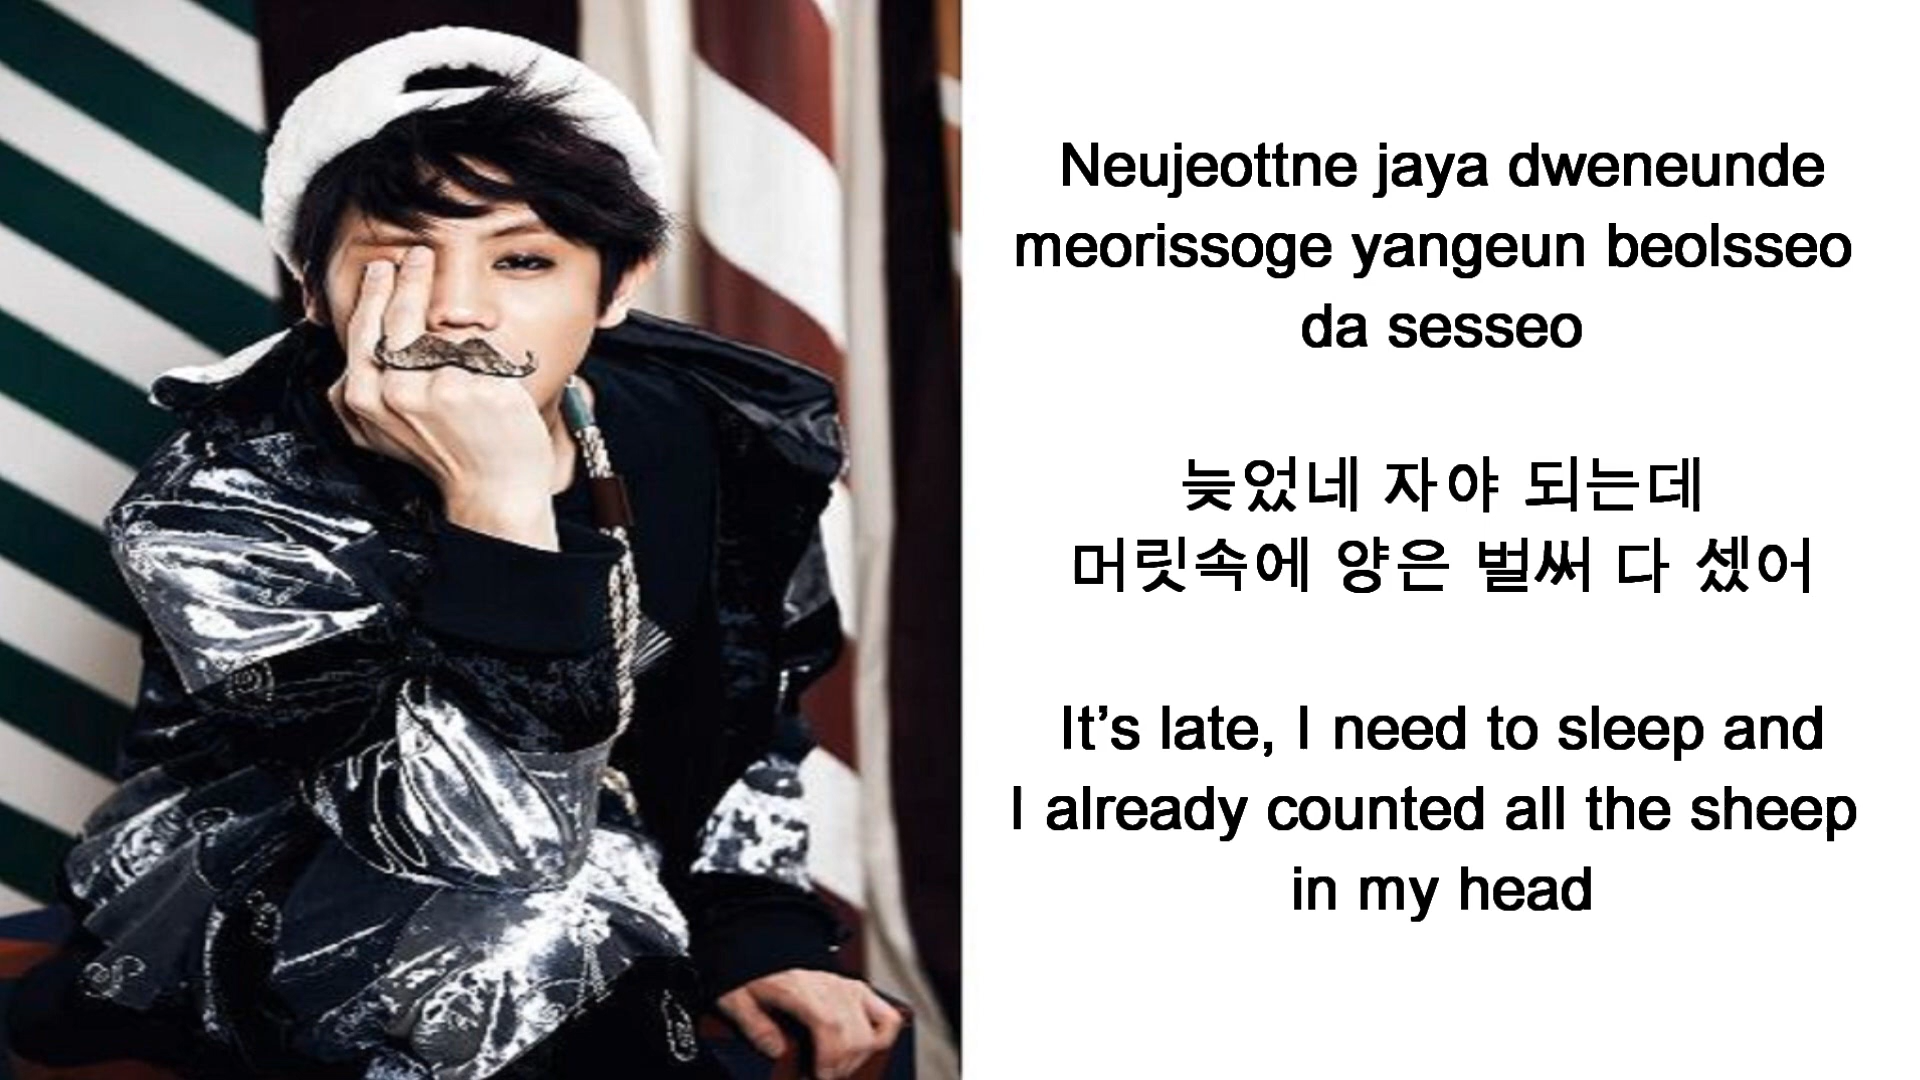 Neujeottne jaya dweneunde
meorissoge yangeun beolsseo
da sesseo
늦었네 자야 되는데
머릿속에 양은 벌써 다 셌어
It’s late, I need to sleep and
I already counted all the sheep
in my head